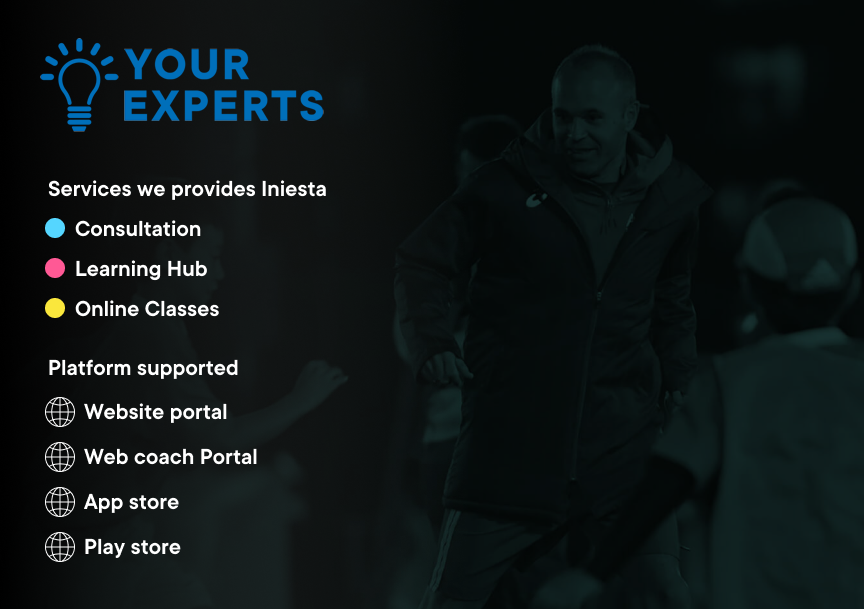 YOUR
EXPERTS
Services we provides Iniesta
Consultation
Learning Hub
Online Classes
Platform supported
Website portal
Web coach Portal
App store
Play store